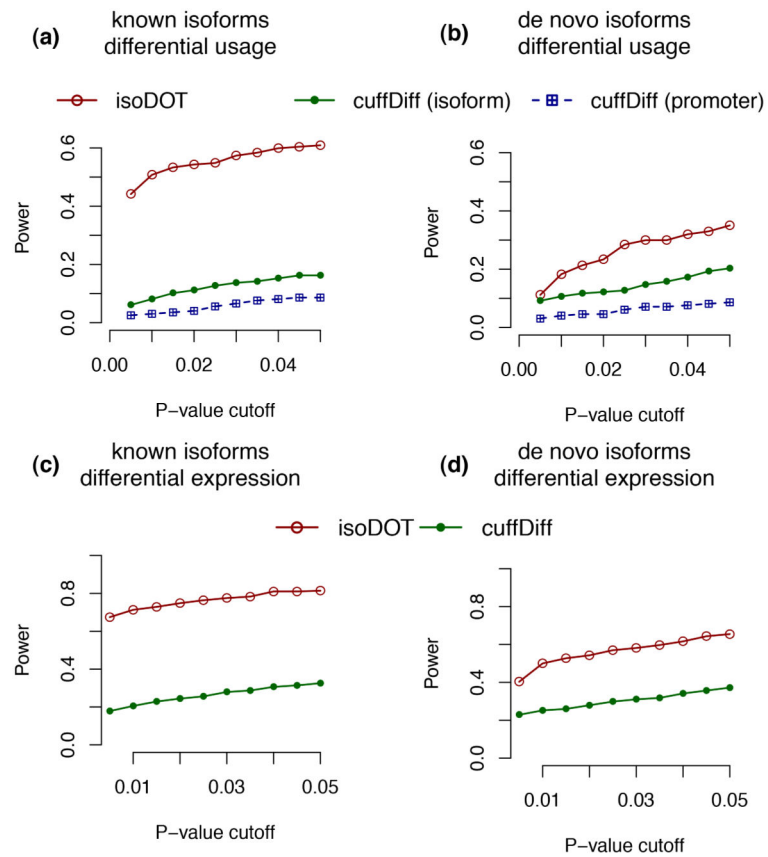 (a) known isoforms
differential usage
(b) de novo isoforms
differential usage
isoDOT cuffDiff (isoform) cuffDiff (promoter)
Power
0.0 0.2 0.4 0.6
0.00 0.02 0.04
P-value cutoff
Power
0.0 0.2 0.4 0.6
0.00 0.02 0.04
P-value cutoff
(c) known isoforms
differential expression
(d) de novo isoforms
differential expression
isoDOT cuffDiff
Power
0.0 0.4 0.8
0.01 0.03 0.05
P-value cutoff
Power
0.0 0.4 0.8
0.01 0.03 0.05
P-value cutoff